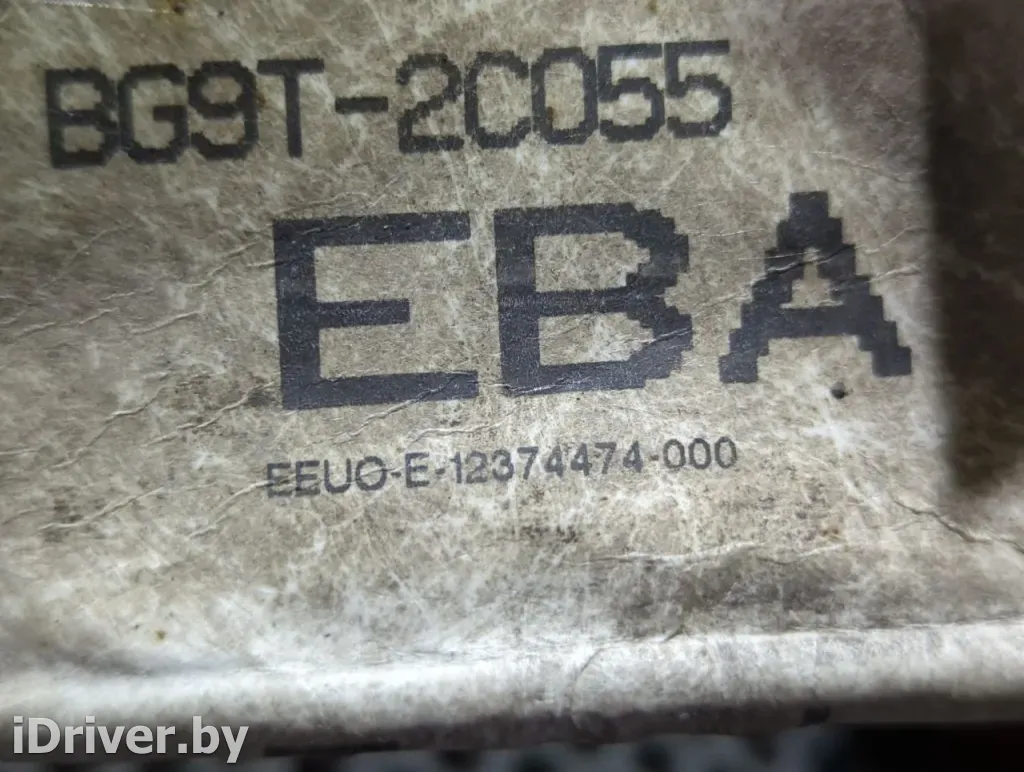 BG9T-2C055
EBA
EEUO-E-12374474-000
iDriver.by